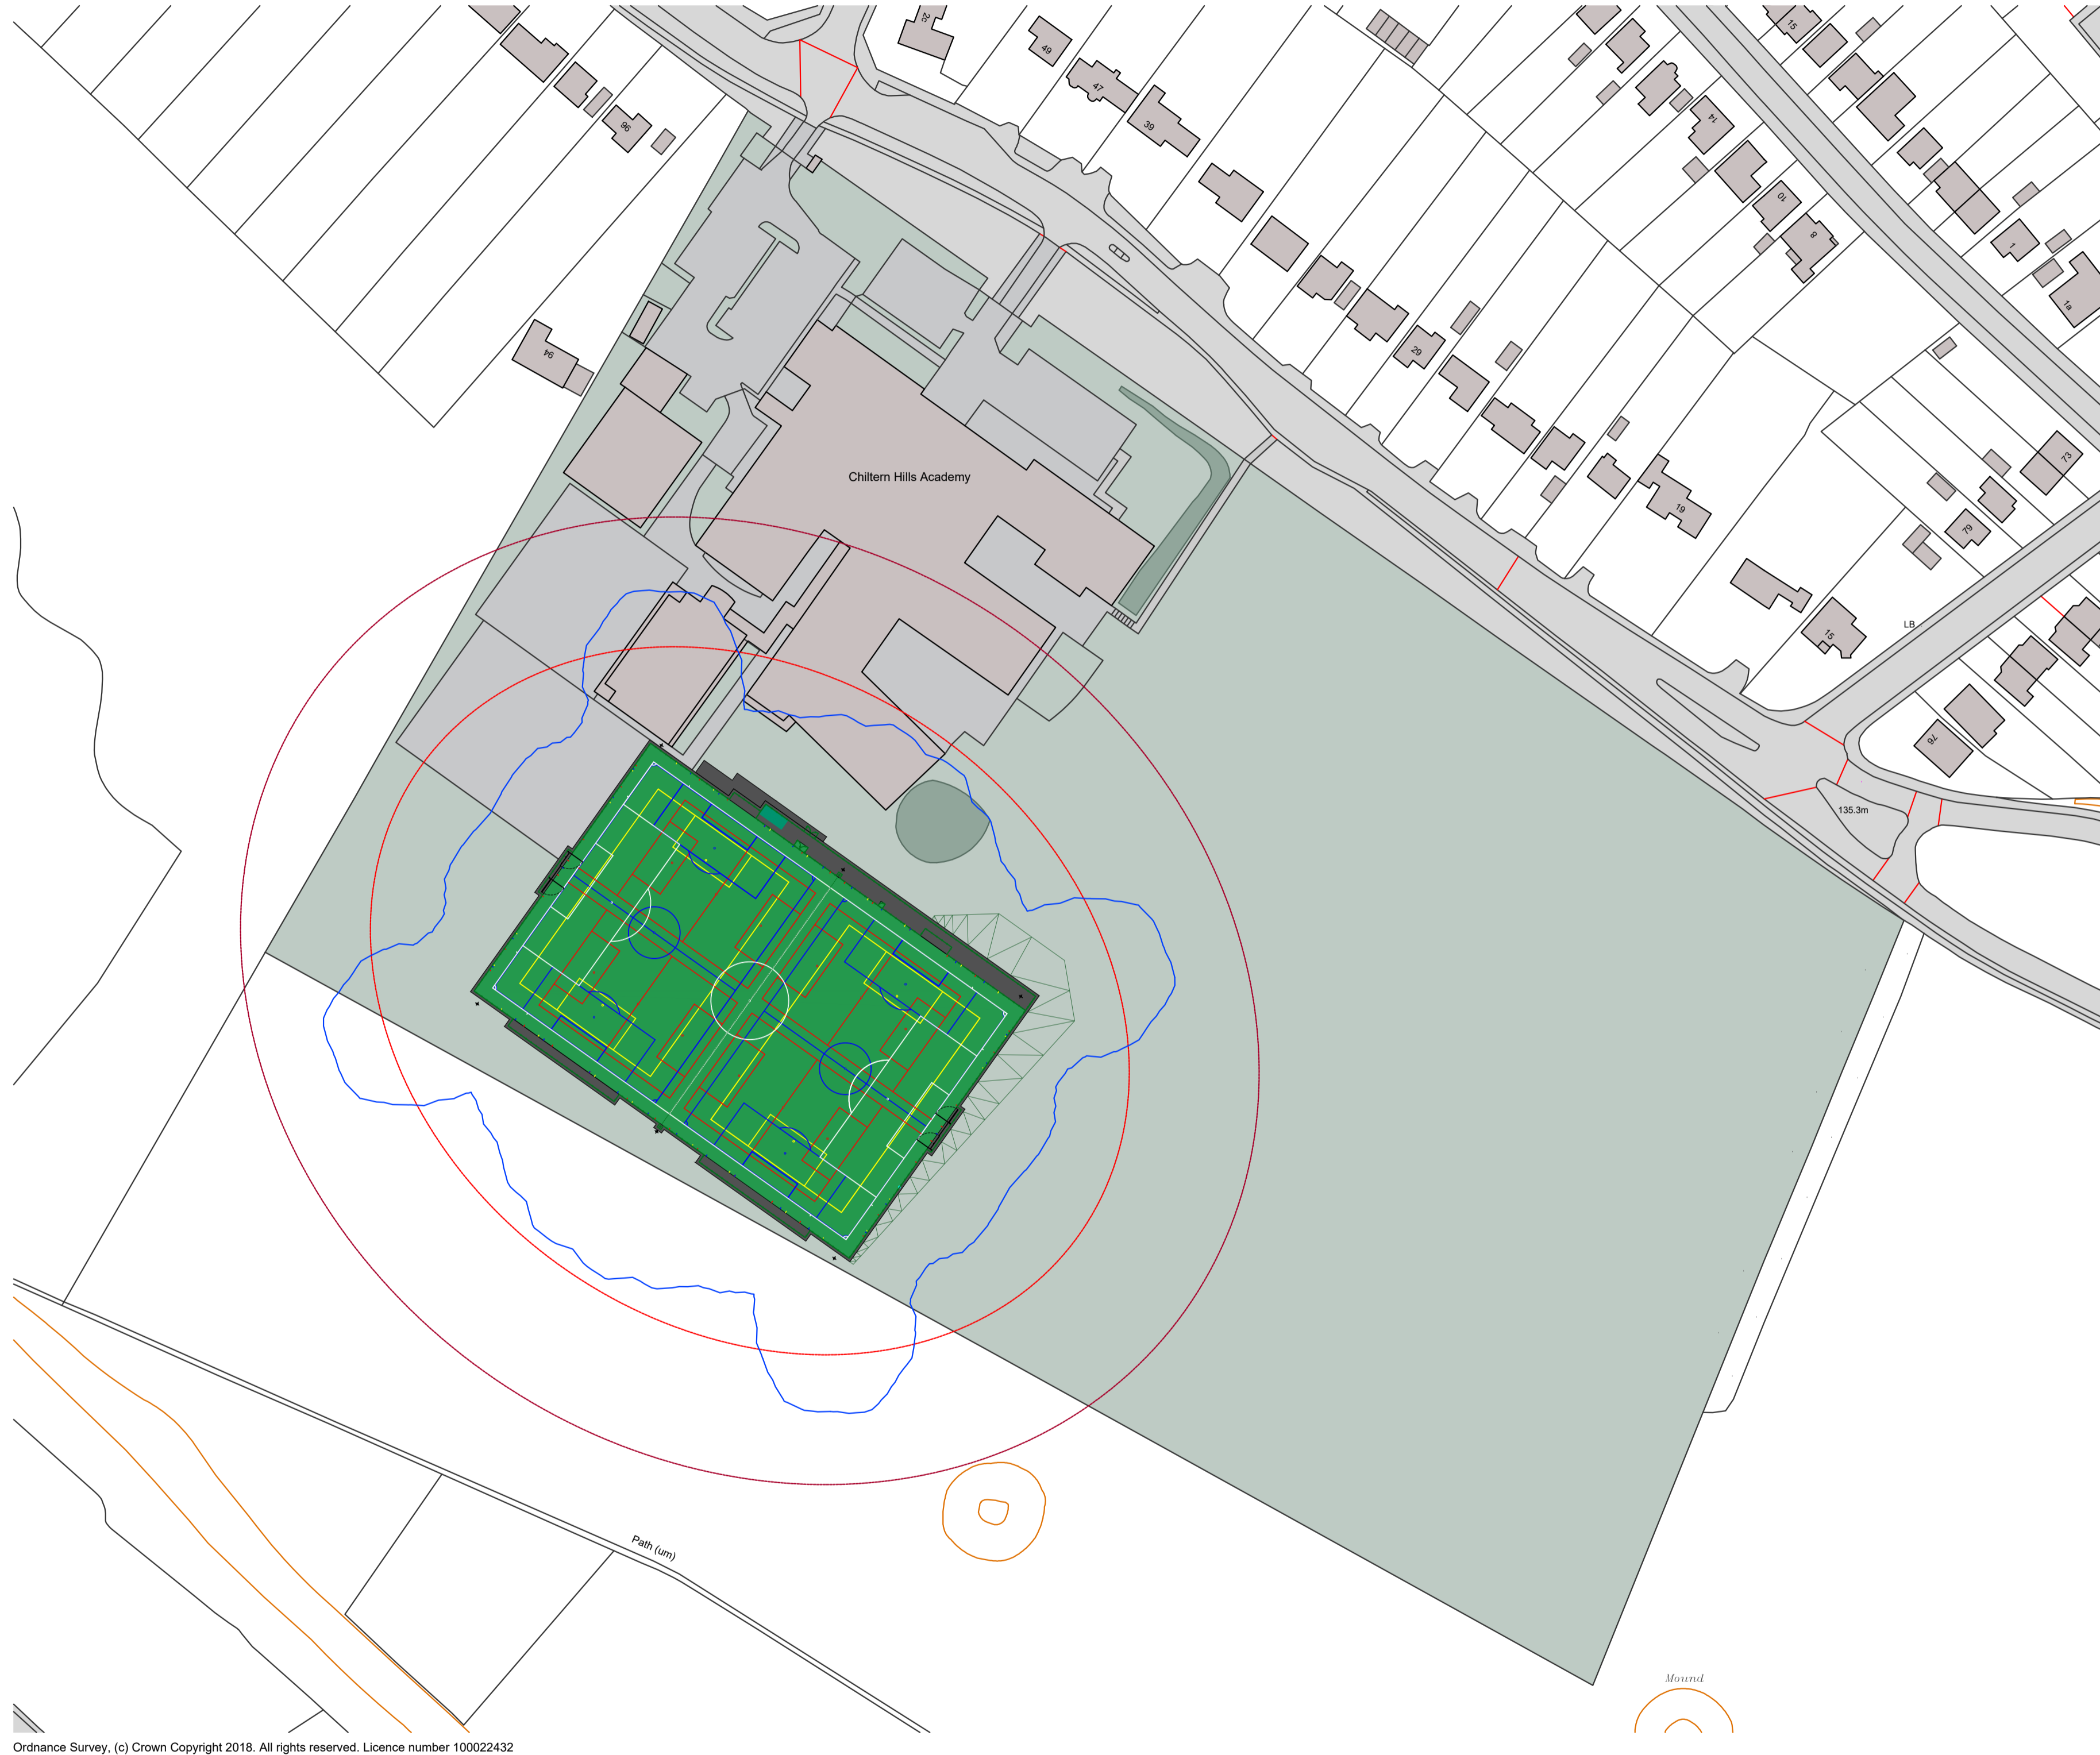 2c
49
15
47
39
96
14
10
8
1
1a
94
29
Chiltern Hills Academy
73
19
79
LB
15
76
135.3m
Path (um)
Mound
Ordnance Survey, (c) Crown Copyright 2018. All rights reserved. Licence number 100022432